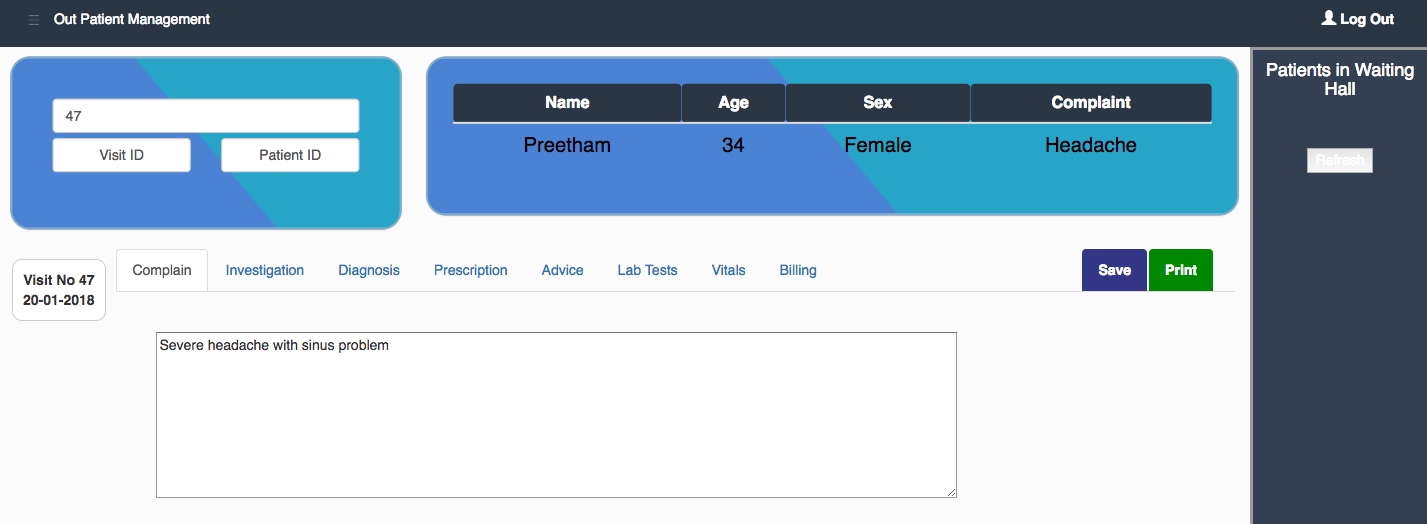 Out Patient Management
Log Out
47
Visit ID Patient ID
Name Age Sex Complaint
Preetham 34 Female Headache
Patients in Waiting
Hall
Refresh
Visit No 47
20-01-2018
Complain Investigation Diagnosis Prescription Advice Lab Tests Vitals Billing Save Print
Severe headache with sinus problem